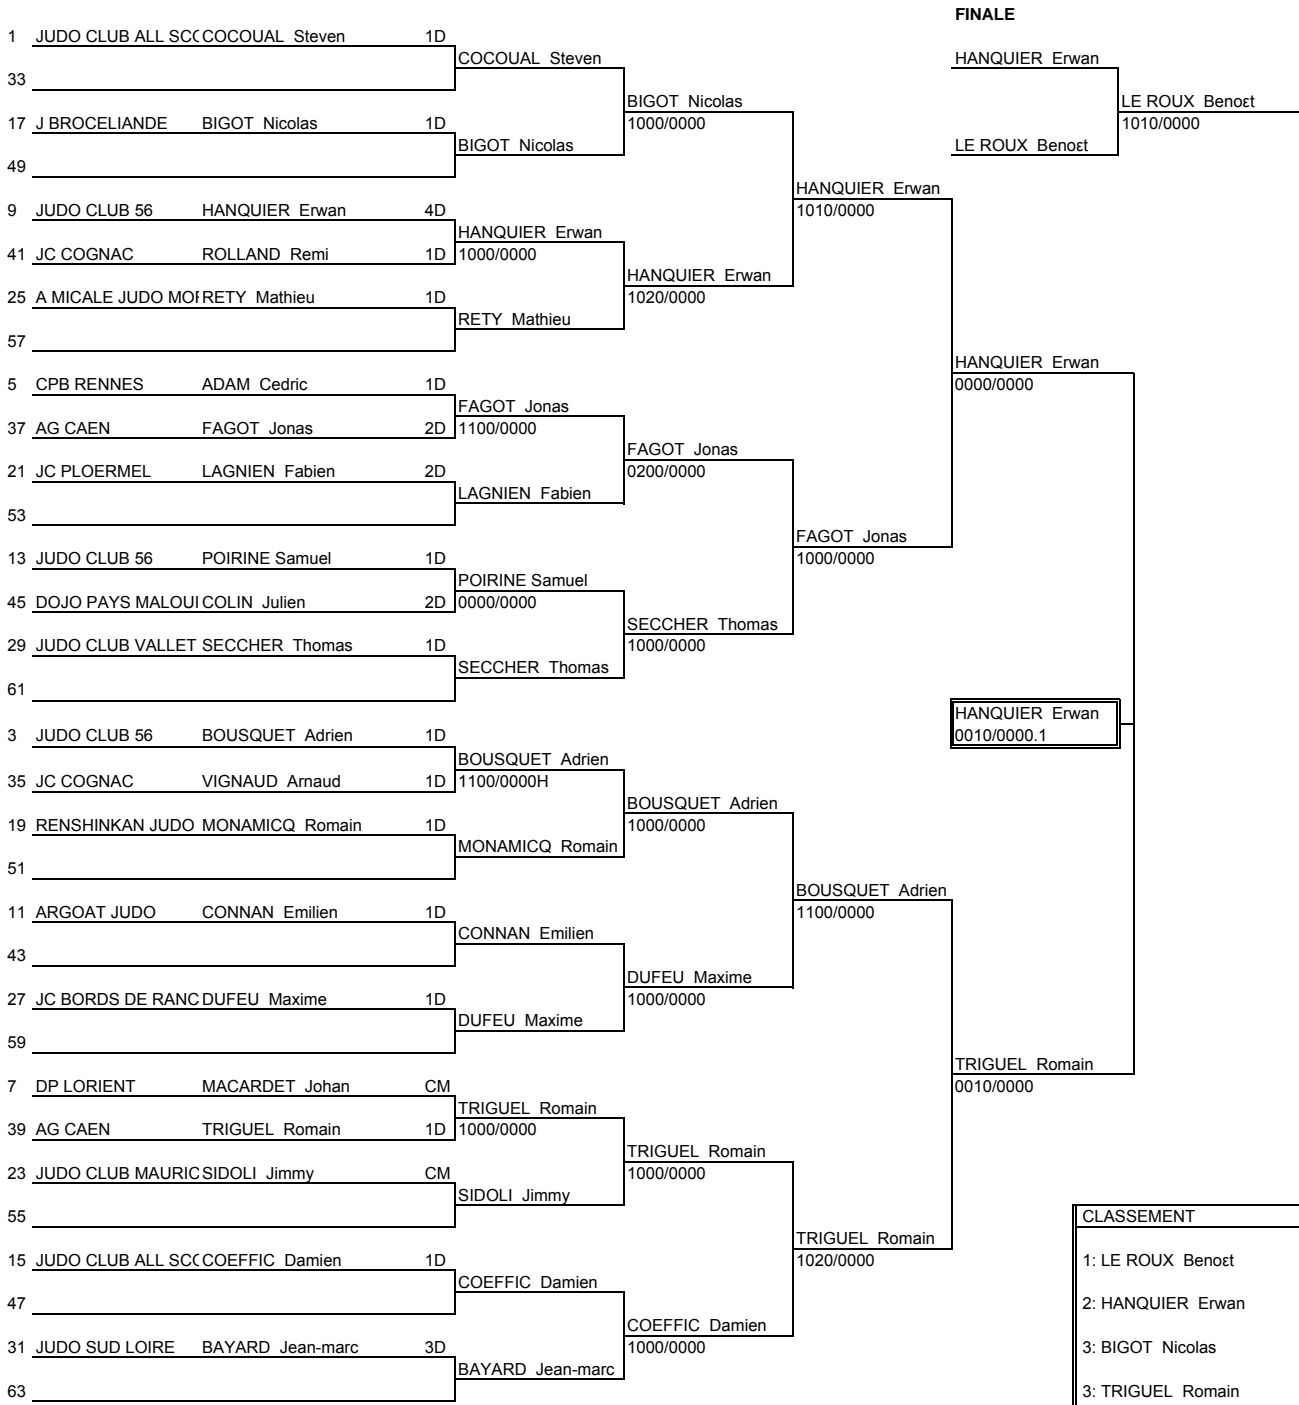 FINALE
1 JUDO CLUB ALL SCO COCOUAL Steven 1D
COCOUAL Steven
HANQUIER Erwan
33
BIGOT Nicolas
LE ROUX Benoεt
17 J BROCELIANDE BIGOT Nicolas 1D
1000/0000
1010/0000
BIGOT Nicolas
LE ROUX Benoεt
49
HANQUIER Erwan
9 JUDO CLUB 56 HANQUIER Erwan 4D
1010/0000
HANQUIER Erwan
41 JC COGNAC ROLLAND Remi 1D
1000/0000
HANQUIER Erwan
25 A MICALE JUDO MOR RETY Mathieu 1D
1020/0000
RETY Mathieu
57
HANQUIER Erwan
5 CPB RENNES ADAM Cedric 1D
0000/0000
FAGOT Jonas
37 AG CAEN FAGOT Jonas 2D
1100/0000
FAGOT Jonas
21 JC PLOERMEL LAGNIEN Fabien 2D
0200/0000
LAGNIEN Fabien
53
FAGOT Jonas
13 JUDO CLUB 56 POIRINE Samuel 1D
1000/0000
POIRINE Samuel
45 DOJO PAYS MALOUI COLIN Julien 2D
0000/0000
SECCHER Thomas
29 JUDO CLUB VALLET SECCHER Thomas 1D
1000/0000
SECCHER Thomas
61
HANQUIER Erwan
3 JUDO CLUB 56 BOUSQUET Adrien 1D
0010/0000.1
BOUSQUET Adrien
35 JC COGNAC VIGNAUD Arnaud 1D
1100/0000H
BOUSQUET Adrien
19 RENSHINKAN JUDO MONAMICQ Romain 1D
1000/0000
MONAMICQ Romain
51
BOUSQUET Adrien
11 ARGOAT JUDO CONNAN Emilien 1D
1100/0000
CONNAN Emilien
43
DUFEU Maxime
27 JC BORDS DE RANC DUFEU Maxime 1D
1000/0000
DUFEU Maxime
59
TRIGUEL Romain
7 DP LORIENT MACARDET Johan CM
0010/0000
TRIGUEL Romain
39 AG CAEN TRIGUEL Romain 1D
1000/0000
TRIGUEL Romain
23 JUDO CLUB MAURIC SIDOLI Jimmy CM
1000/0000
SIDOLI Jimmy
55
CLASSEMENT
TRIGUEL Romain
15 JUDO CLUB ALL SCO COEFFIC Damien 1D
1020/0000
1: LE ROUX Benoεt
COEFFIC Damien
47
2: HANQUIER Erwan
COEFFIC Damien
31 JUDO SUD LOIRE BAYARD Jean-marc 3D
1000/0000
3: BIGOT Nicolas
BAYARD Jean-marc
63
3: TRIGUEL Romain